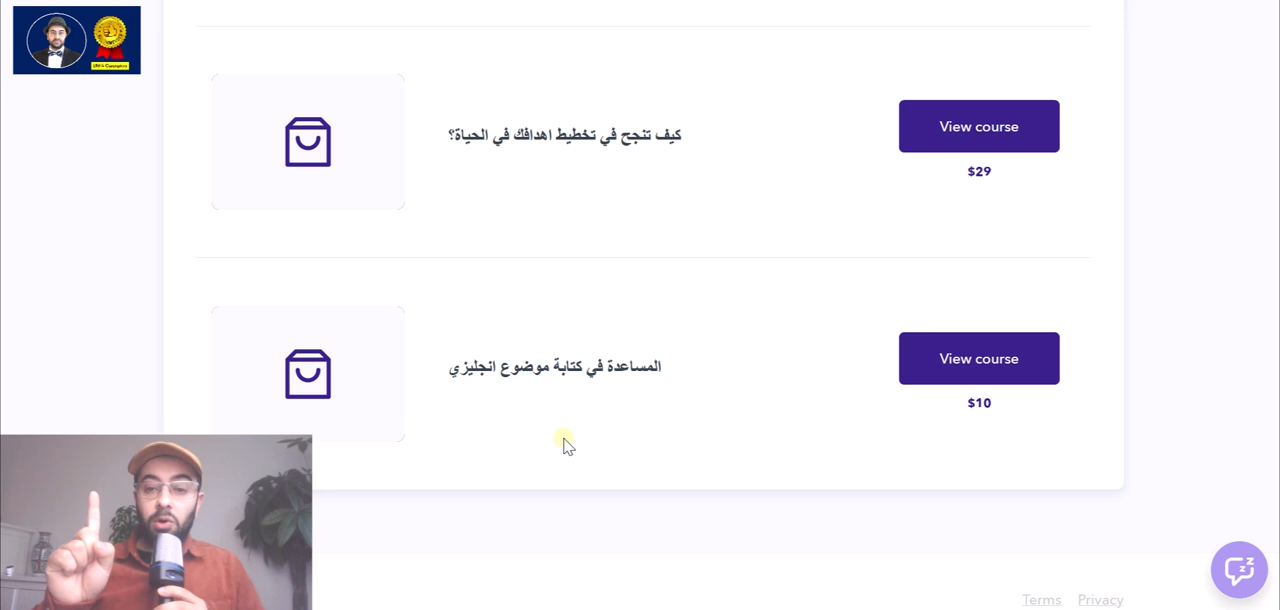 كيف تنجح في تخطيط اهدافك في الحياة؟
View course
$29
المساعدة في كتابة موضوع انجليزي
View course
$10
Terms Privacy